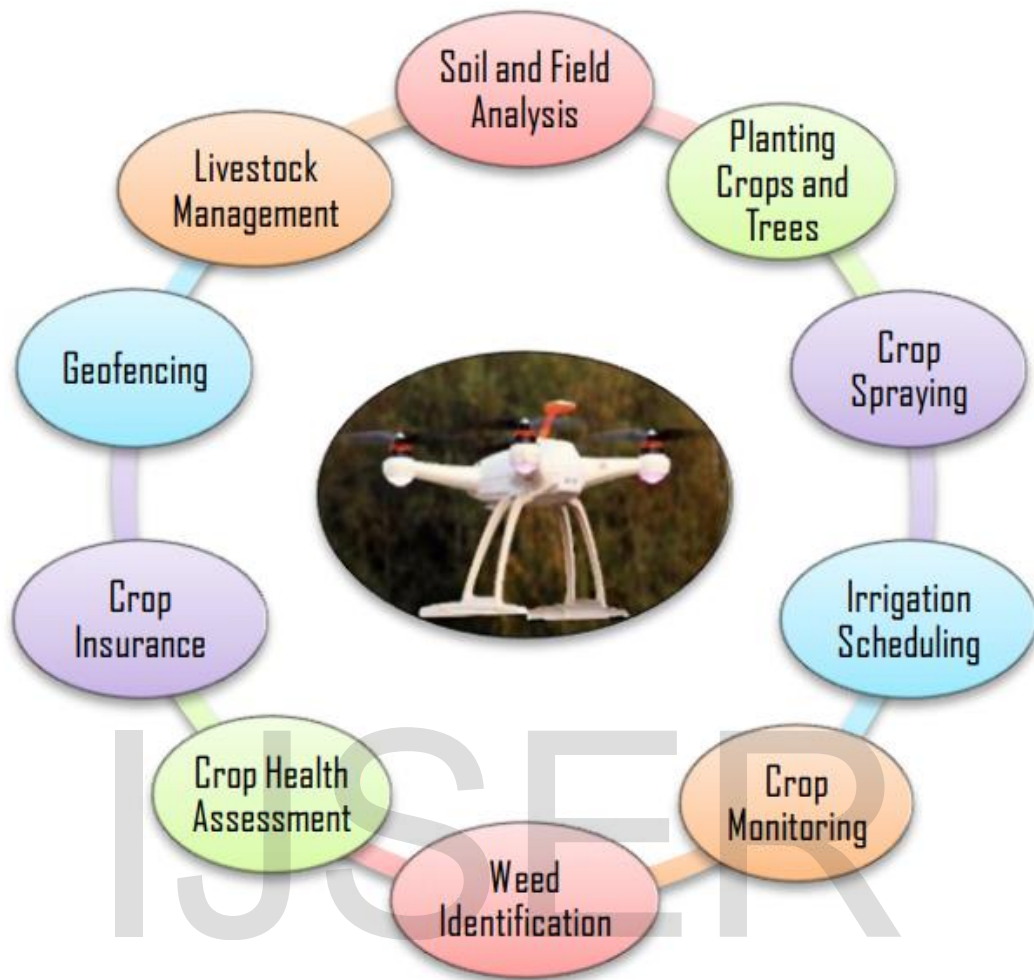 Soil and Field
Analysis
Planting
Crops and
Trees
Crop
Spraying
Irrigation
Scheduling
Crop
Monitoring
Weed
Identification
Crop Health
Assessment
Crop
Insurance
Geofencing
Livestock
Management
IJSER